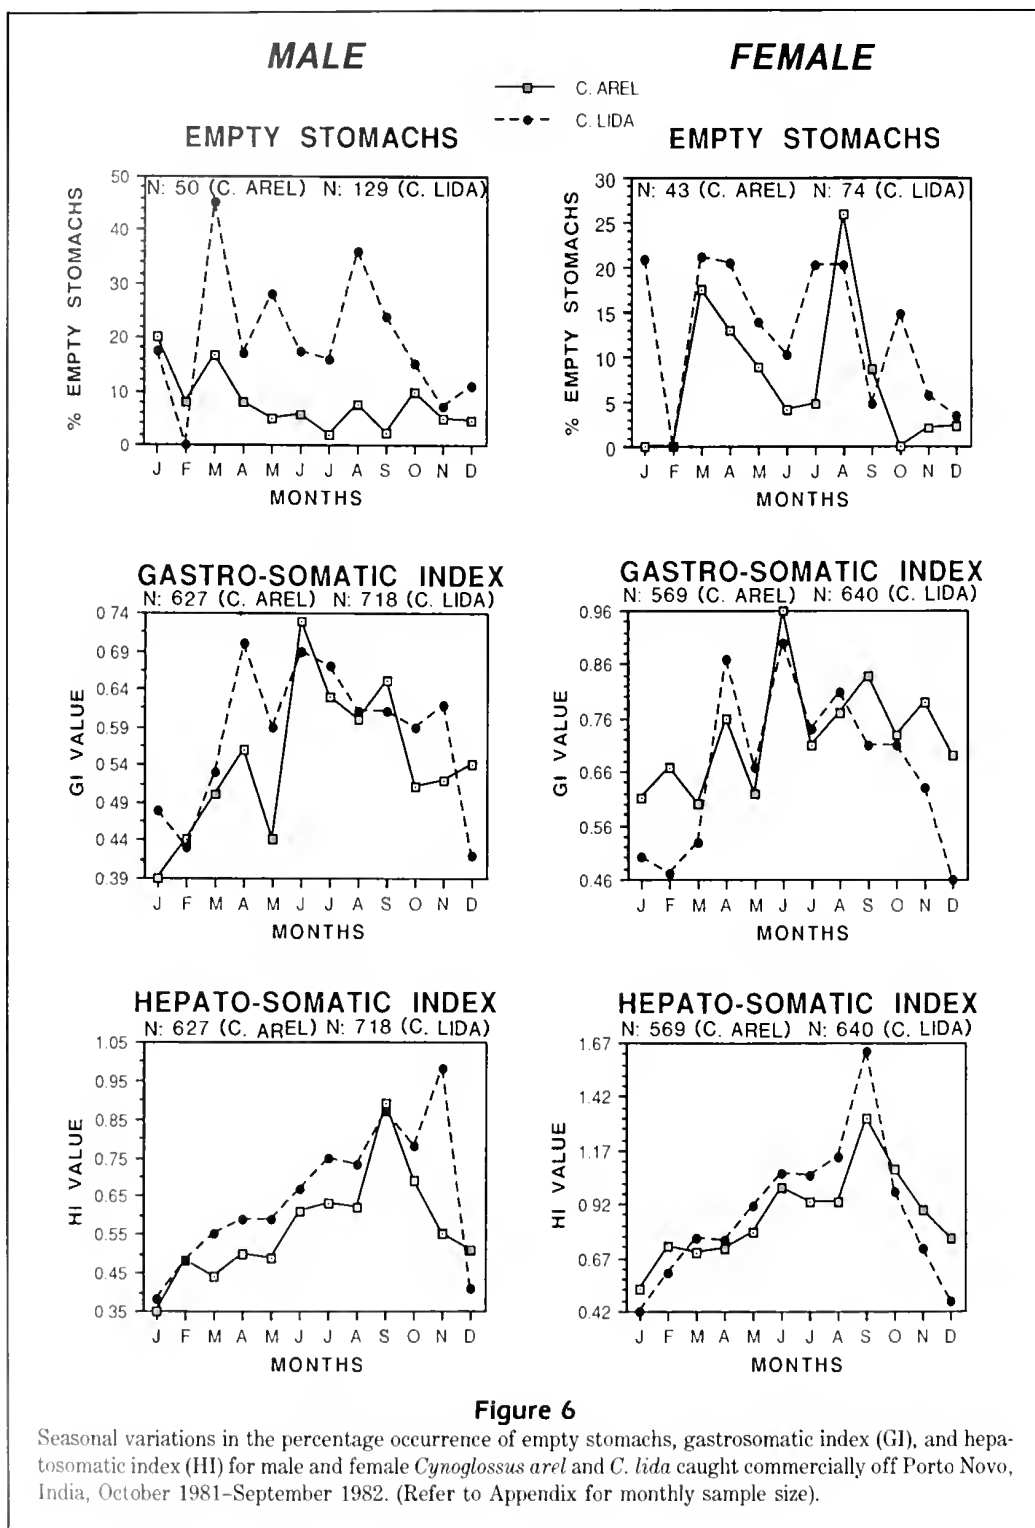 MALE
FEMALE
C. AREL
C. LIDA
EMPTY STOMACHS
N: 50 (C. AREL) N: 129 (C. LIDA)
% EMPTY STOMACHS
50
40
30
20
10
0
J F M A M J J A S O N D
MONTHS
EMPTY STOMACHS
N: 43 (C. AREL) N: 74 (C. LIDA)
% EMPTY STOMACHS
30
25
20
15
10
5
0
J F M A M J J A S O N D
MONTHS
GASTRO-SOMATIC INDEX
N: 627 (C. AREL) N: 718 (C. LIDA)
GI VALUE
0.74
0.69
0.64
0.59
0.54
0.49
0.44
0.39
J F M A M J J A S O N D
MONTHS
GASTRO-SOMATIC INDEX
N: 569 (C. AREL) N: 640 (C. LIDA)
GI VALUE
0.96
0.86
0.76
0.66
0.56
0.46
J F M A M J J A S O N D
MONTHS
HEPATO-SOMATIC INDEX
N: 627 (C. AREL) N: 718 (C. LIDA)
HI VALUE
1.05
0.95
0.85
0.75
0.65
0.55
0.45
0.35
J F M A M J J A S O N D
MONTHS
HEPATO-SOMATIC INDEX
N: 569 (C. AREL) N: 640 (C. LIDA)
HI VALUE
1.67
1.42
1.17
0.92
0.67
0.42
J F M A M J J A S O N D
MONTHS
Figure 6
Seasonal variations in the percentage occurrence of empty stomachs, gastrosomatic index (GI), and hepa-
tosomatic index (HI) for male and female Cynoglossus arel and C. lida caught commercially off Porto Novo,
India, October 1981–September 1982. (Refer to Appendix for monthly sample size).